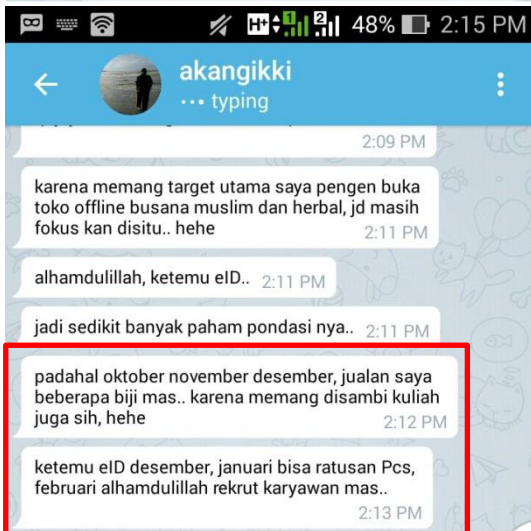 48% 2:15 PM
akangikki
••• typing
2:09 PM
karena memang target utama saya pengen buka
toko offline busana muslim dan herbal, jd masih
fokus kan disitu.. hehe 2:11 PM
alhamdulillah, ketemu eID.. 2:11 PM
jadi sedikit banyak paham pondasi nya.. 2:11 PM
padahal oktober november desember, jualan saya
beberapa biji mas.. karena memang disambi kuliah
juga sih, hehe 2:12 PM
ketemu eID desember, januari bisa ratusan Pcs,
februari alhamdulillah rekrut karyawan mas..
2:13 PM